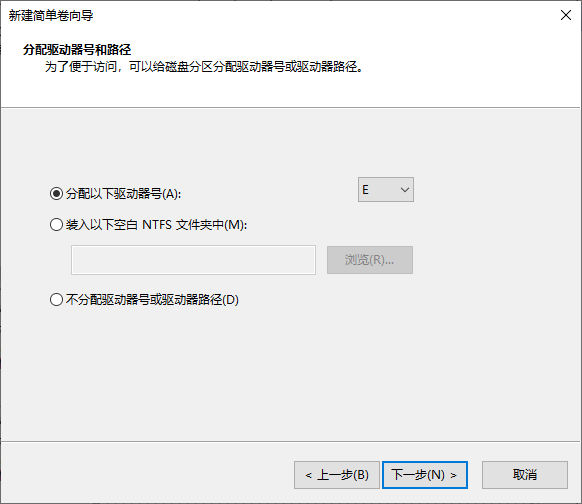 新建简单卷向导
分配驱动器号和路径
为了便于访问，可以给磁盘分区分配驱动器号或驱动器路径。
分配以下驱动器号(A):
E
装入以下空白 NTFS 文件夹中(M):
浏览(R)...
不分配驱动器号或驱动器路径(D)
< 上一步(B)
下一步(N) >
取消